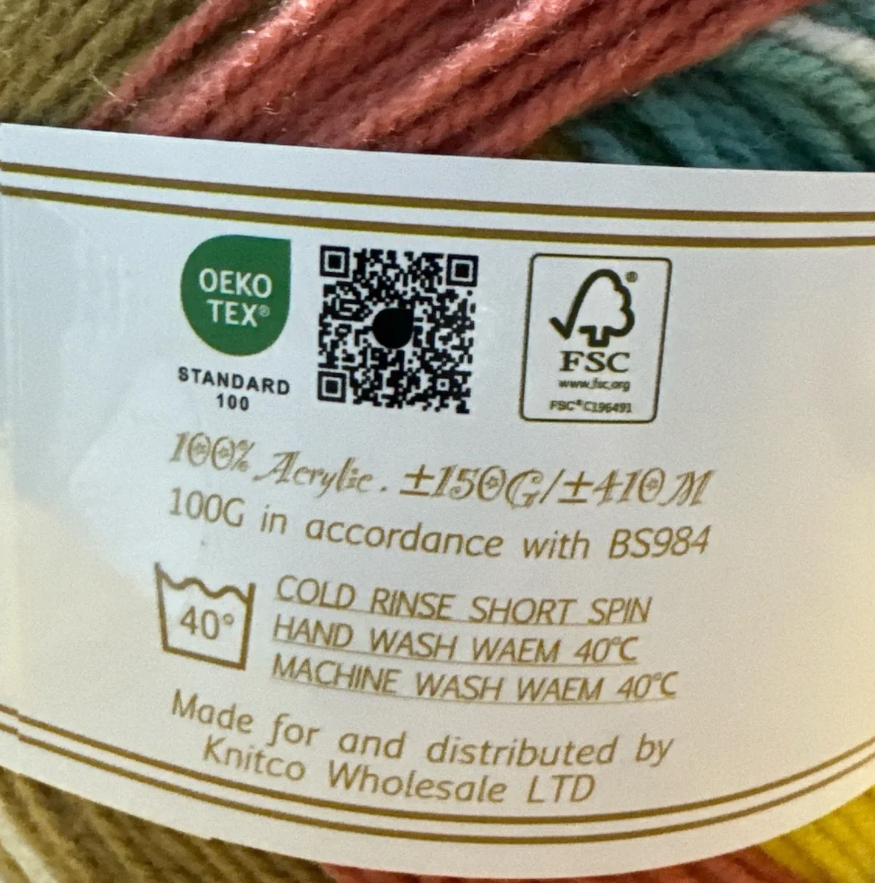 OEKO
TEX®
STANDARD
100
FSC
®
www.fsc.org
FSC® C196491
100% Acrylic. ±150G/±410M
100G in accordance with BS984
40°
COLD RINSE SHORT SPIN
HAND WASH WAEM 40°C
MACHINE WASH WAEM 40°C
Made for and distributed by
Knitco Wholesale LTD